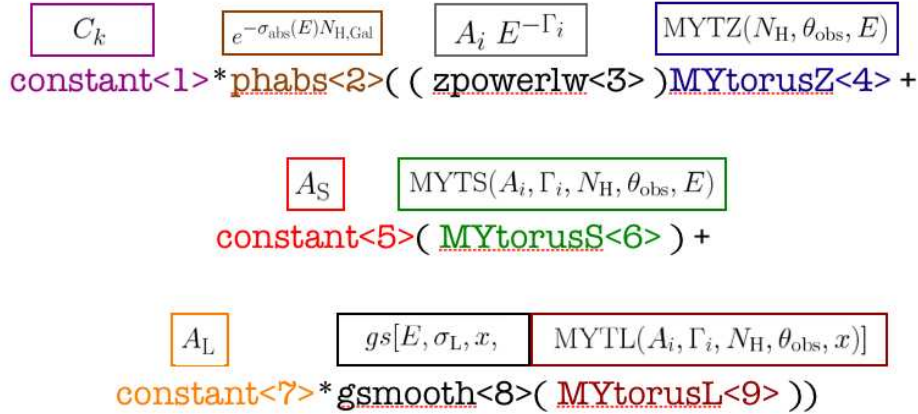 C_k e^{-σ_abs(E)N_{H,Gal}} A_i E^{-Γ_i} MYTZ(N_H, θ_obs, E)
constant<1>*phabs<2>(( zpowerlw<3> )MYtorusZ<4> +
A_S MYTS(A_i, Γ_i, N_H, θ_obs, E)
constant<5>( MYtorusS<6> ) +
A_L gs[E, σ_L, x, MYTL(A_i, Γ_i, N_H, θ_obs, x)]
constant<7>*gsmooth<8>( MYtorusL<9> ))